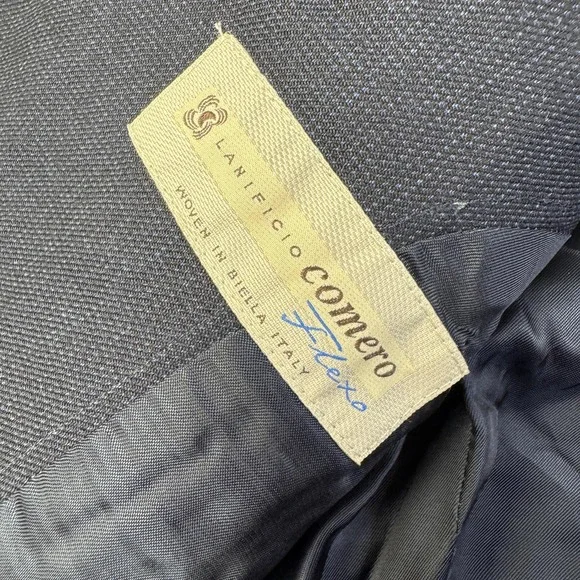 LANIFICIO comero
Flexo
WOVEN IN BIELLA ITALY